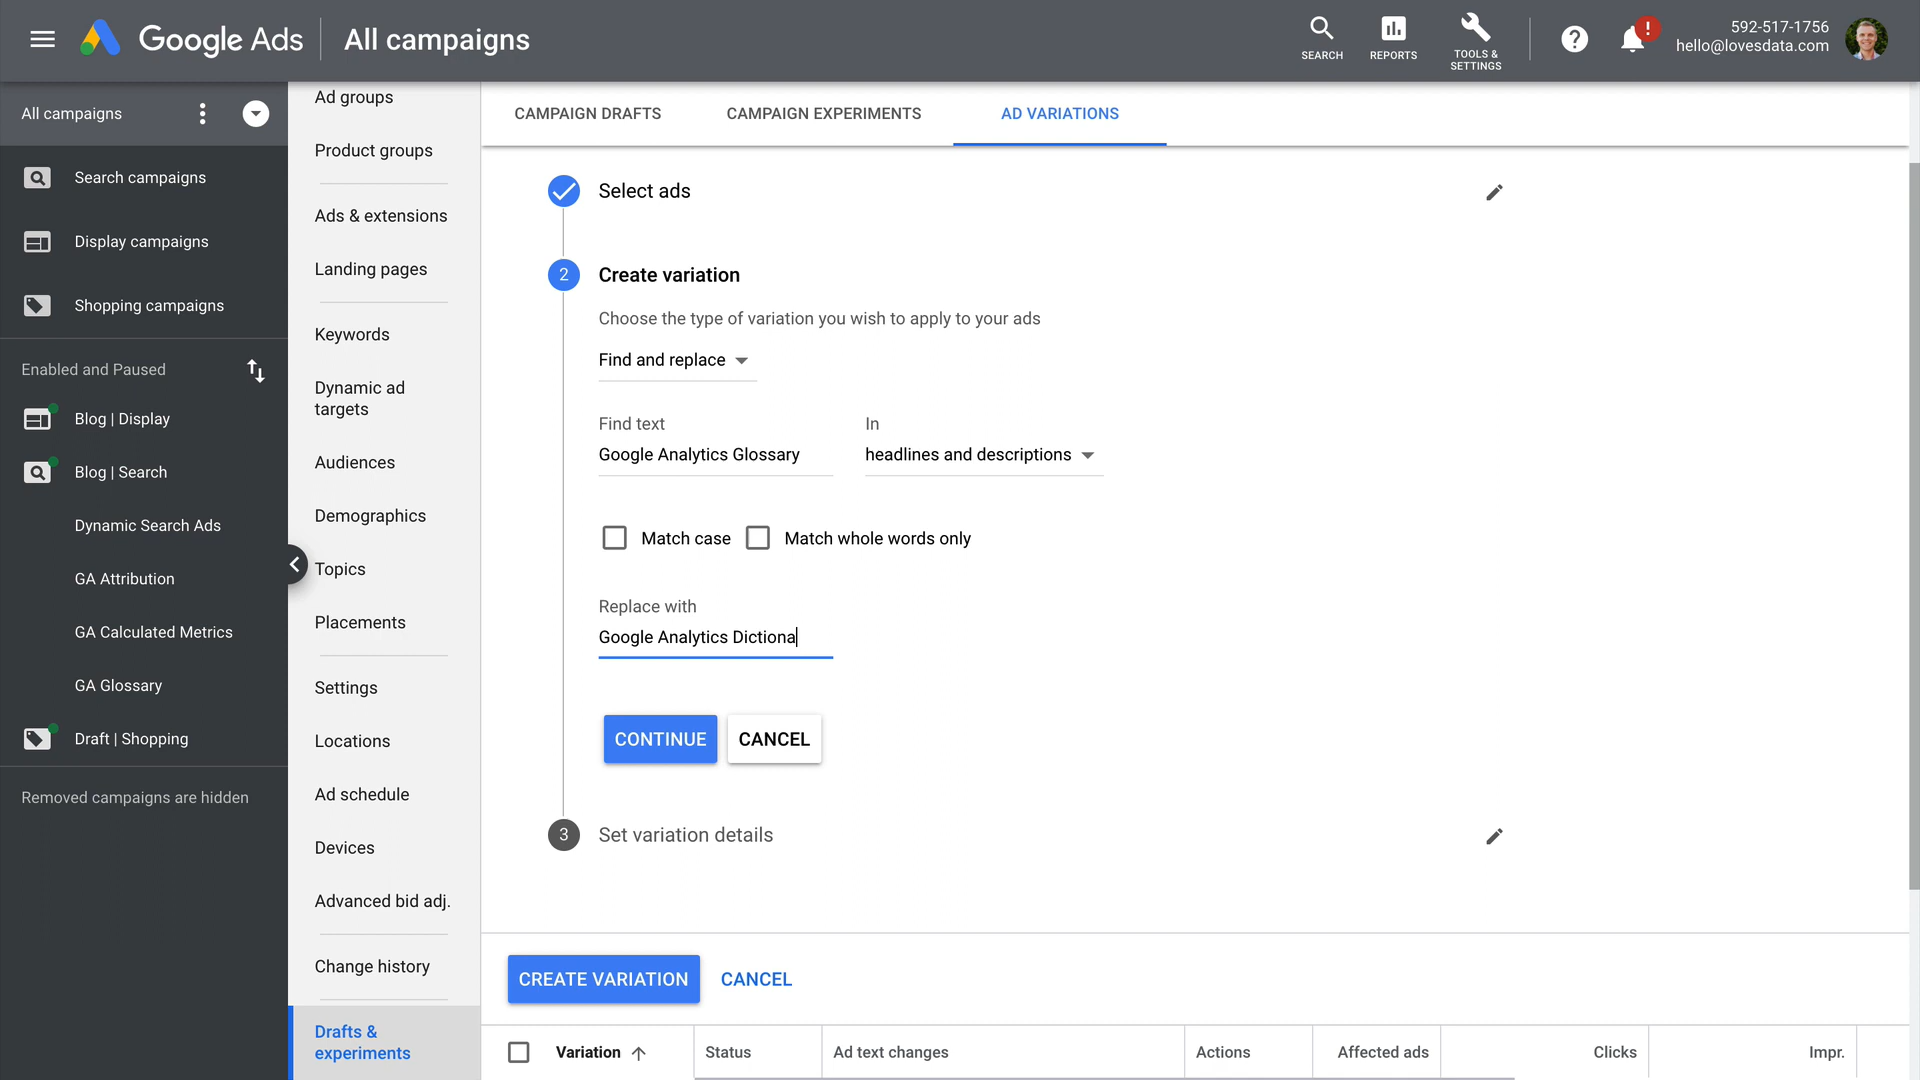 Google Ads
All campaigns
SEARCH
REPORTS
TOOLS &
SETTINGS
?
!
592-517-1756
hello@lovesdata.com
All campaigns
Search campaigns
Display campaigns
Shopping campaigns
Enabled and Paused
Blog | Display
Blog | Search
Dynamic Search Ads
GA Attribution
GA Calculated Metrics
GA Glossary
Draft | Shopping
Removed campaigns are hidden
Ad groups
Product groups
Ads & extensions
Landing pages
Keywords
Dynamic ad
targets
Audiences
Demographics
Topics
Placements
Settings
Locations
Ad schedule
Devices
Advanced bid adj.
Change history
Drafts &
experiments
CAMPAIGN DRAFTS
CAMPAIGN EXPERIMENTS
AD VARIATIONS
Select ads
2
Create variation
Choose the type of variation you wish to apply to your ads
Find and replace
Find text
In
Google Analytics Glossary
headlines and descriptions
Match case
Match whole words only
Replace with
Google Analytics Dictiona
CONTINUE
CANCEL
3
Set variation details
CREATE VARIATION
CANCEL
Variation
Status
Ad text changes
Actions
Affected ads
Clicks
Impr.